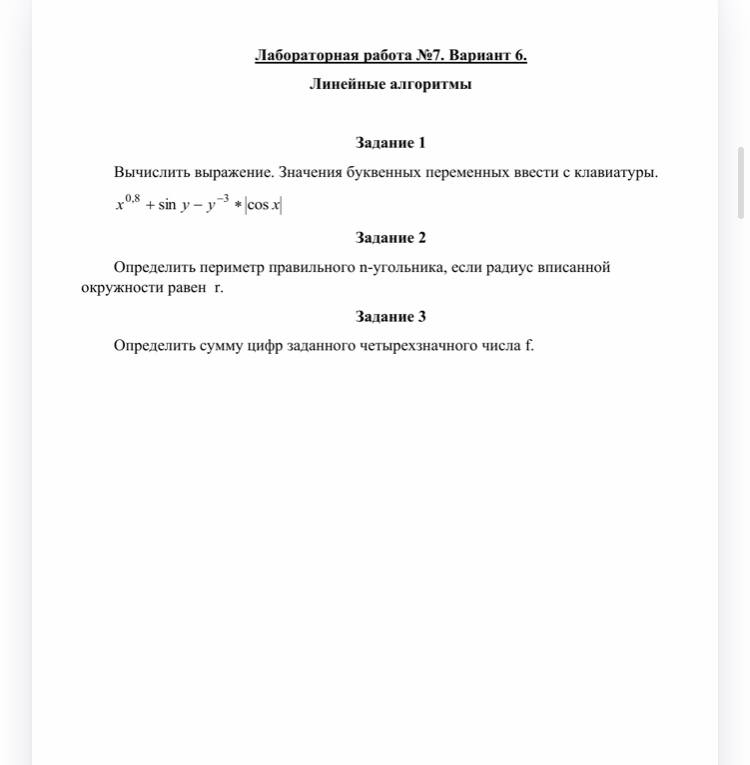 Лабораторная работа №7. Вариант 6.
Линейные алгоритмы
Задание 1
Вычислить выражение. Значения буквенных переменных ввести с клавиатуры.
x^0,8 + sin y − y^−3 * |cos x|
Задание 2
Определить периметр правильного n-угольника, если радиус вписанной
окружности равен r.
Задание 3
Определить сумму цифр заданного четырехзначного числа f.